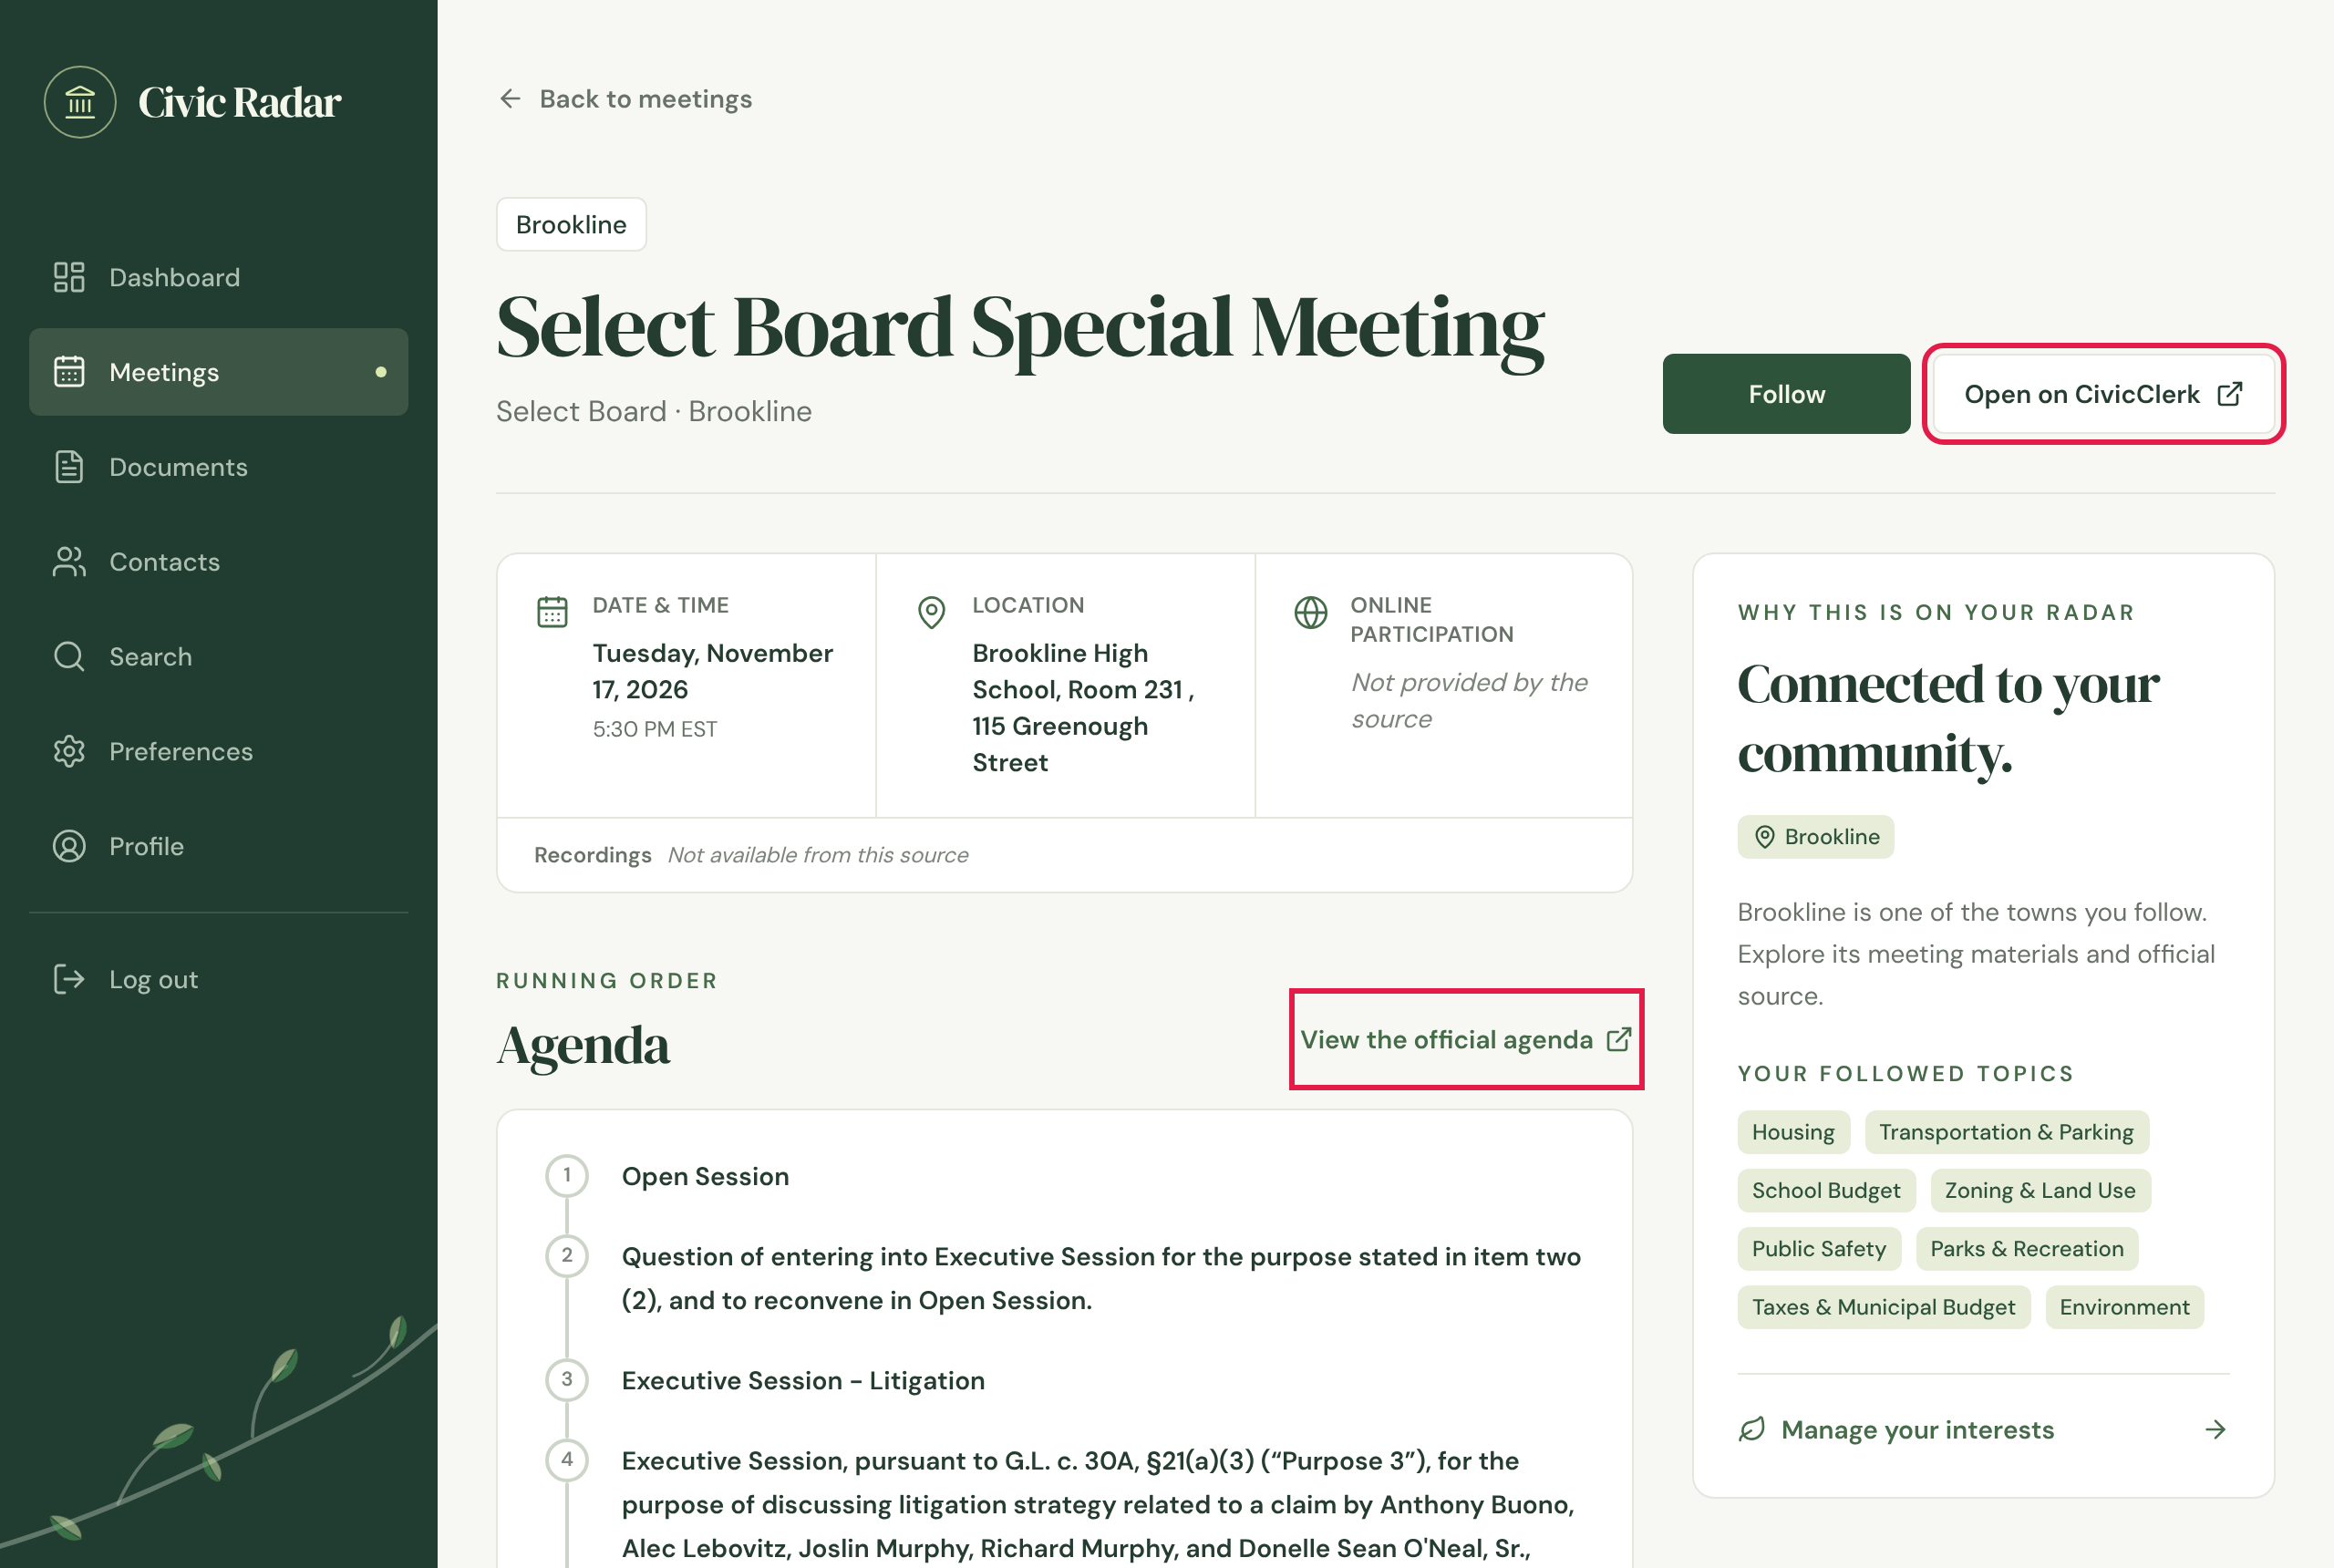 Civic Radar
Dashboard
Meetings
Documents
Contacts
Search
Preferences
Profile
Log out
Back to meetings
Brookline
Select Board Special Meeting
Select Board · Brookline
Follow
Open on CivicClerk
DATE & TIME
Tuesday, November
17, 2026
5:30 PM EST
LOCATION
Brookline High
School, Room 231 ,
115 Greenough
Street
ONLINE
PARTICIPATION
Not provided by the
source
Recordings Not available from this source
RUNNING ORDER
Agenda
View the official agenda
1 Open Session
2 Question of entering into Executive Session for the purpose stated in item two
(2), and to reconvene in Open Session.
3 Executive Session – Litigation
4 Executive Session, pursuant to G.L. c. 30A, §21(a)(3) (“Purpose 3”), for the
purpose of discussing litigation strategy related to a claim by Anthony Buono,
Alec Lebovitz, Joslin Murphy, Richard Murphy, and Donelle Sean O'Neal, Sr.,
WHY THIS IS ON YOUR RADAR
Connected to your
community.
Brookline
Brookline is one of the towns you follow.
Explore its meeting materials and official
source.
YOUR FOLLOWED TOPICS
Housing Transportation & Parking
School Budget Zoning & Land Use
Public Safety Parks & Recreation
Taxes & Municipal Budget Environment
Manage your interests